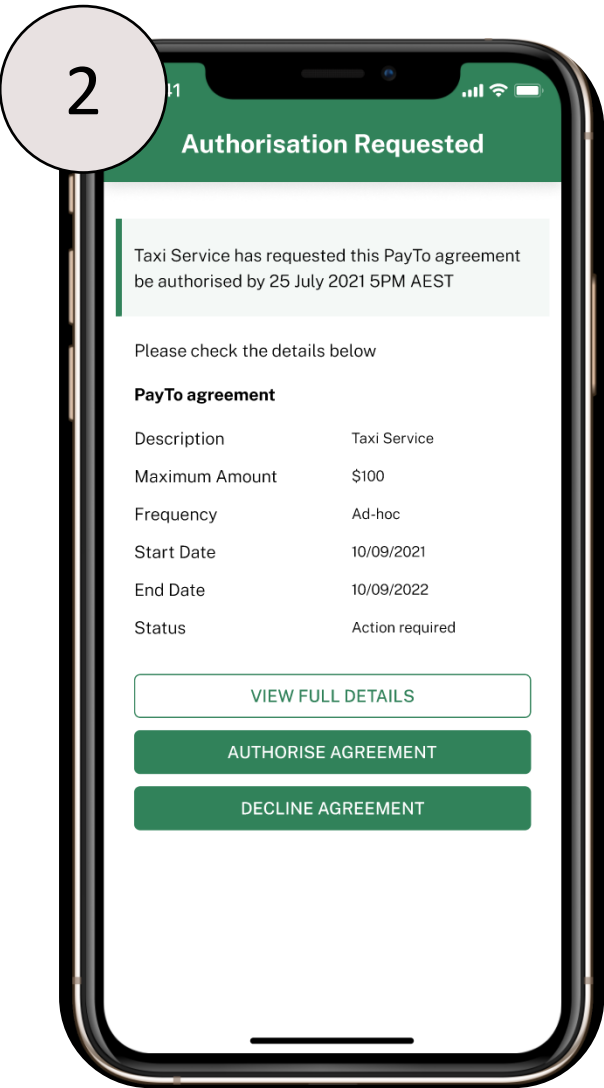 2
41
Authorisation Requested
Taxi Service has requested this PayTo agreement
be authorised by 25 July 2021 5PM AEST
Please check the details below
PayTo agreement
Description Taxi Service
Maximum Amount $100
Frequency Ad-hoc
Start Date 10/09/2021
End Date 10/09/2022
Status Action required
VIEW FULL DETAILS
AUTHORISE AGREEMENT
DECLINE AGREEMENT